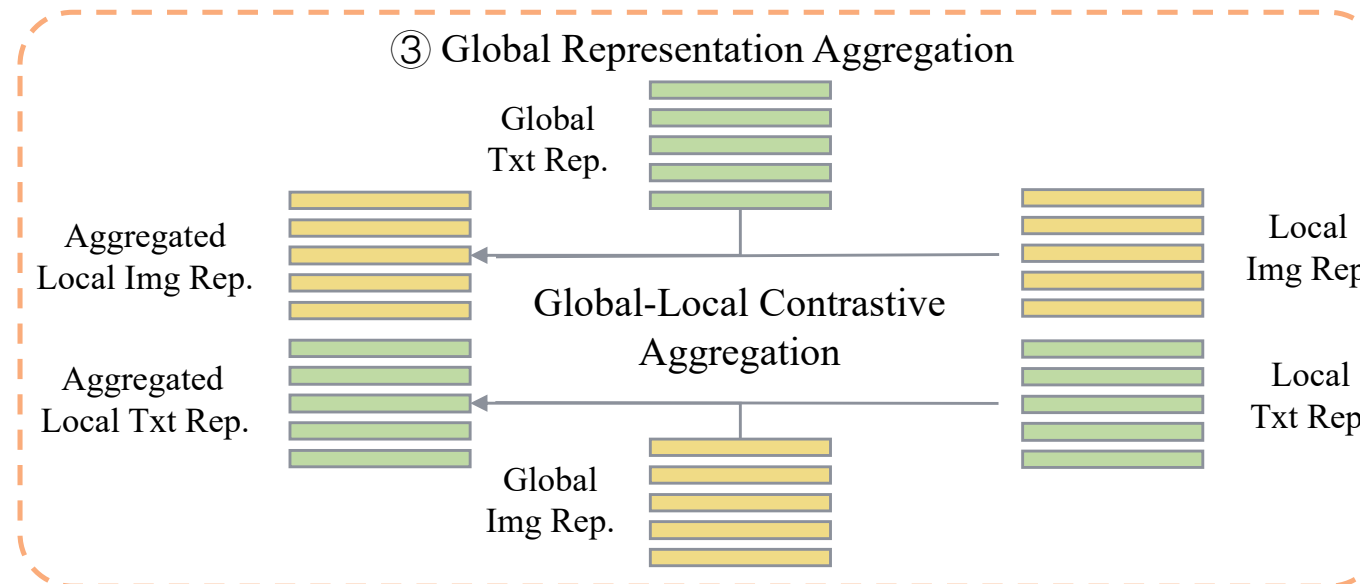 ③ Global Representation Aggregation
Global
Txt Rep.
Aggregated
Local Img Rep.
Local
Img Rep
Global-Local Contrastive
Aggregation
Aggregated
Local Txt Rep.
Local
Txt Rep
Global
Img Rep.